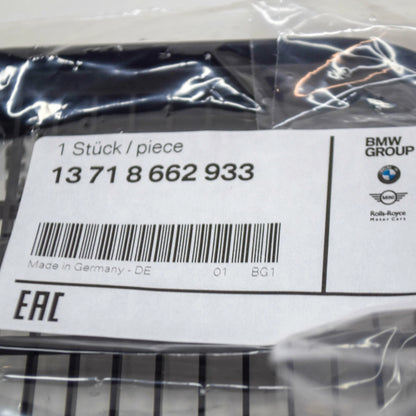 1 Stück / piece
13 71 8 662 933
Made in Germany - DE 01 BG1
EAC
BMW
GROUP
MINI
Rolls-Royce
Motor Cars